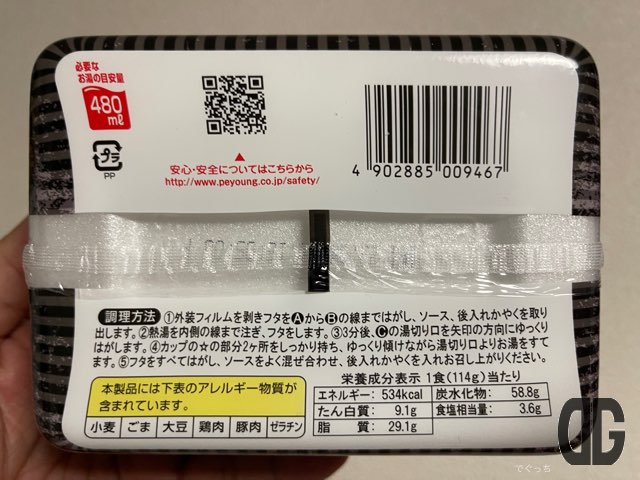 必要な
お湯の目安量
480
mℓ
プラ
PP
安心・安全についてはこちらから
http://www.peyoung.co.jp/safety/
4 902885 009467
調理方法 ①外装フィルムを剥きフタをAからBの線まではがし、ソース、後入れかやくを取り
出します。②熱湯を内側の線まで注ぎ、フタをします。③3分後、Cの湯切り口を矢印の方向にゆっくり
はがします。④カップの☆の部分2ヶ所をしっかり持ち、ゆっくり傾けながら湯切り口よりお湯をすて
ます。⑤フタをすべてはがし、ソースをよく混ぜ合わせ、後入れかやくを入れお召し上がりください。
本製品には下表のアレルギー物質が
含まれています。
小麦 ごま 大豆 鶏肉 豚肉 ゼラチン
栄養成分表示 1食(114g)当たり
エネルギー: 534kcal 炭水化物: 58.8g
たん白質: 9.1g 食塩相当量: 3.6g
脂 質: 29.1g
DG
でぐっち